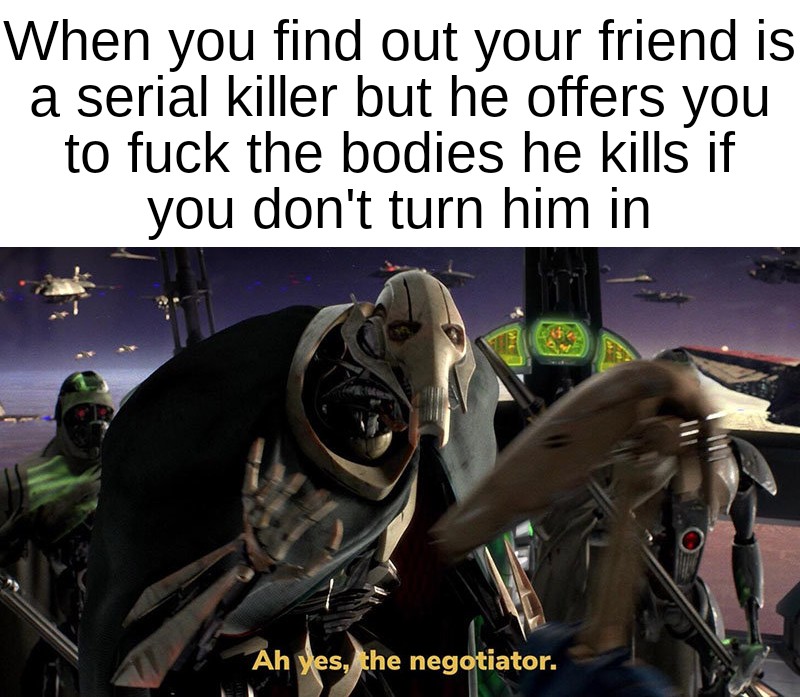 When you find out your friend is
a serial killer but he offers you
to fuck the bodies he kills if
you don't turn him in
Ah yes, the negotiator.